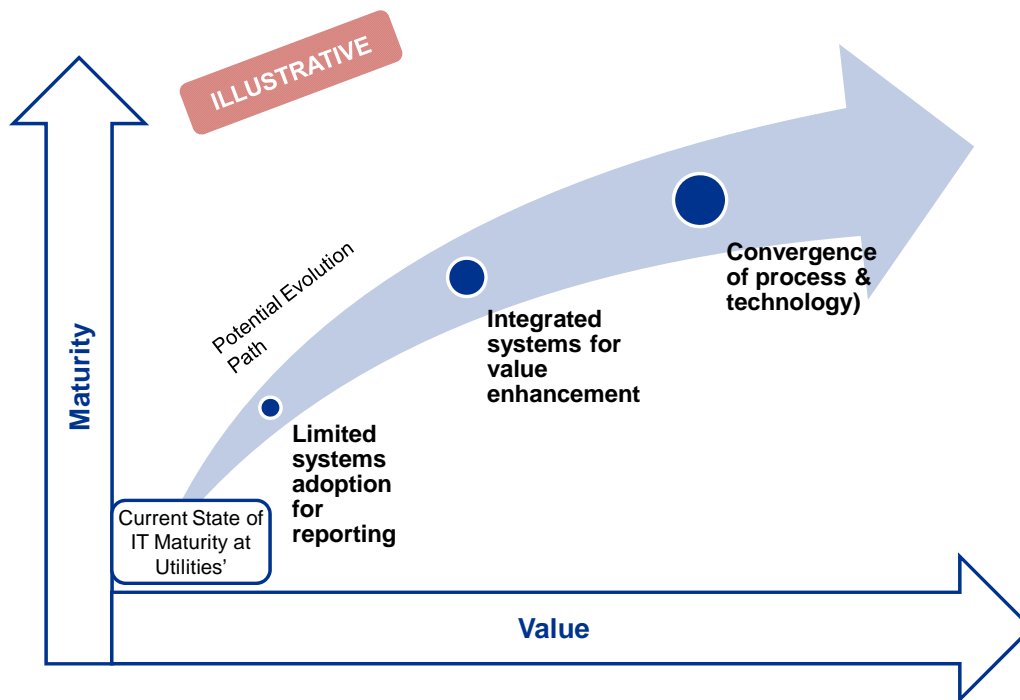 ILLUSTRATIVE
Potential Evolution
Path
Convergence
of process &
technology)
Integrated
systems for
value
enhancement
Limited
systems
adoption
for
reporting
Maturity
Current State of
IT Maturity at
Utilities’
Value